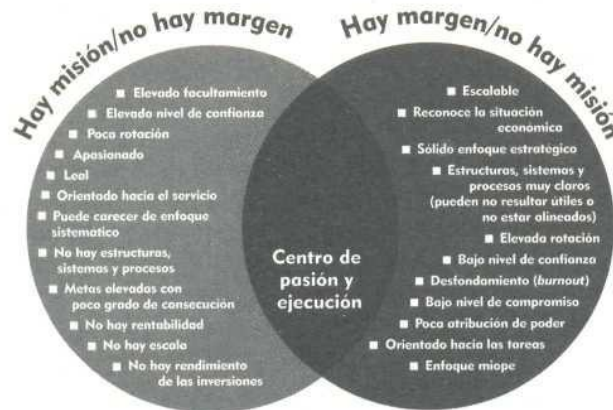 Hay misión/no hay margen
■ Elevado facultamiento
■ Elevado nivel de confianza
■ Poca rotación
■ Apasionado
■ Leal
■ Orientado hacia el servicio
■ Puede carecer de enfoque
sistemático
■ No hay estructuras,
sistemas y procesos
■ Metas elevadas con
poco grado de consecución
■ No hay rentabilidad
■ No hay escala
■ No hay rendimiento
de las inversiones
Centro de
pasión y
ejecución
Hay margen/no hay misión
■ Escalable
■ Reconoce la situación
económica
■ Sólido enfoque estratégico
■ Estructuras, sistemas y
procesos muy claros
(pueden no resultar útiles o
no estar alineados)
■ Elevada rotación
■ Bajo nivel de confianza
■ Desfondamiento (burnout)
■ Bajo nivel de compromiso
■ Poca atribución de poder
■ Orientado hacia las tareas
■ Enfoque miope